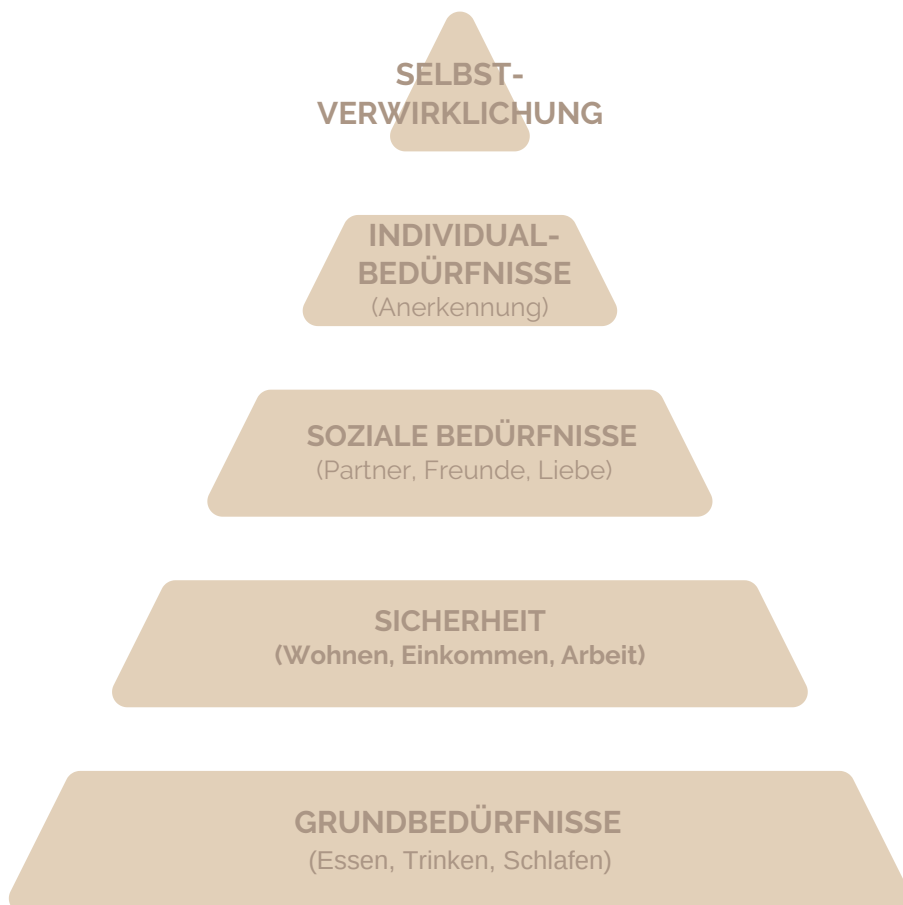 SELBST-
VERWIRKLICHUNG
INDIVIDUAL-
BEDÜRFNISSE
(Anerkennung)
SOZIALE BEDÜRFNISSE
(Partner, Freunde, Liebe)
SICHERHEIT
(Wohnen, Einkommen, Arbeit)
GRUNDBEDÜRFNISSE
(Essen, Trinken, Schlafen)